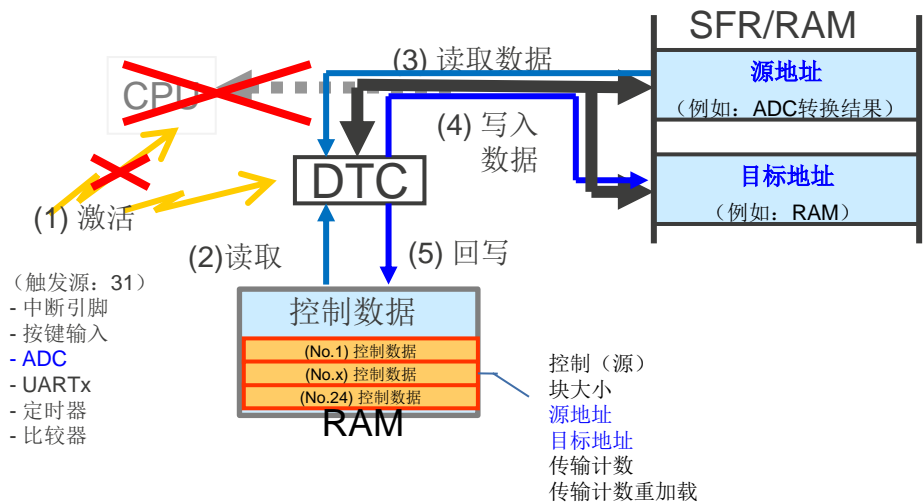 SFR/RAM
(3) 读取数据
源地址
（例如：ADC转换结果）
CPU
(4) 写入
数据
DTC
目标地址
（例如：RAM）
(1) 激活
(2)读取
(5) 回写
（触发源：31）
- 中断引脚
- 按键输入
- ADC
- UARTx
- 定时器
- 比较器
控制数据
(No.1) 控制数据
(No.x) 控制数据
(No.24) 控制数据
RAM
控制（源）
块大小
源地址
目标地址
传输计数
传输计数重加载